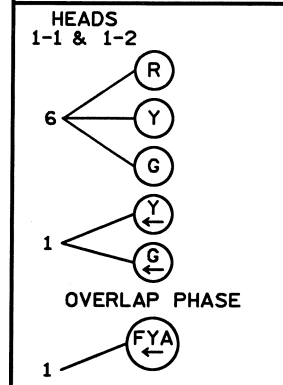 HEADS
1-1 & 1-2
R
6 Y
G
Y
←
1
G
←
OVERLAP PHASE
FYA
←
1